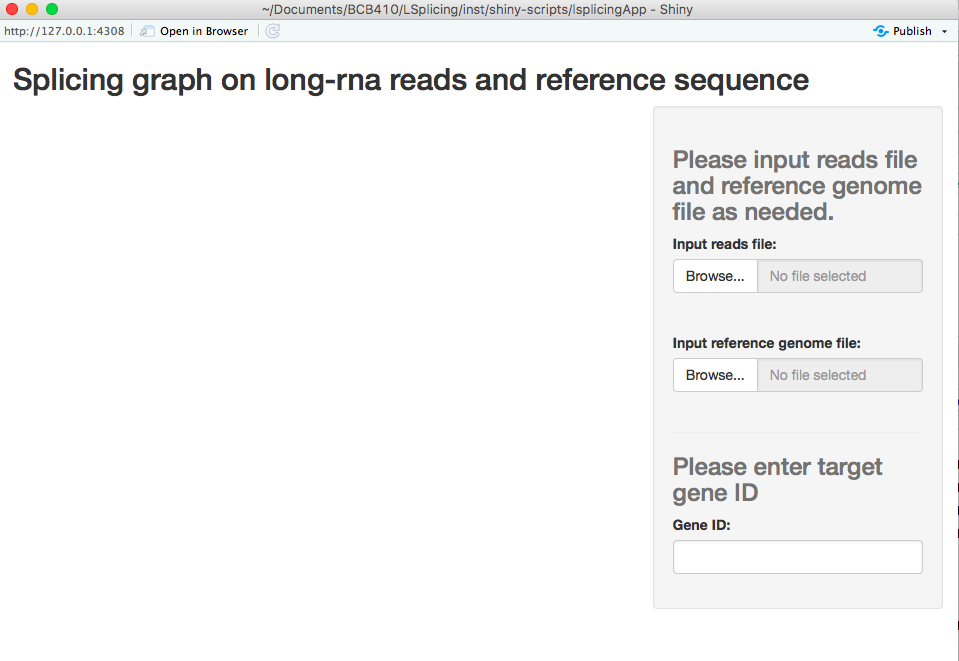 ~/Documents/BCB410/LSplicing/inst/shiny-scripts/lsplicingApp - Shiny
http://127.0.0.1:4308 Open in Browser Publish
Splicing graph on long-rna reads and reference sequence
Please input reads file
and reference genome
file as needed.
Input reads file:
Browse... No file selected
Input reference genome file:
Browse... No file selected
Please enter target
gene ID
Gene ID: